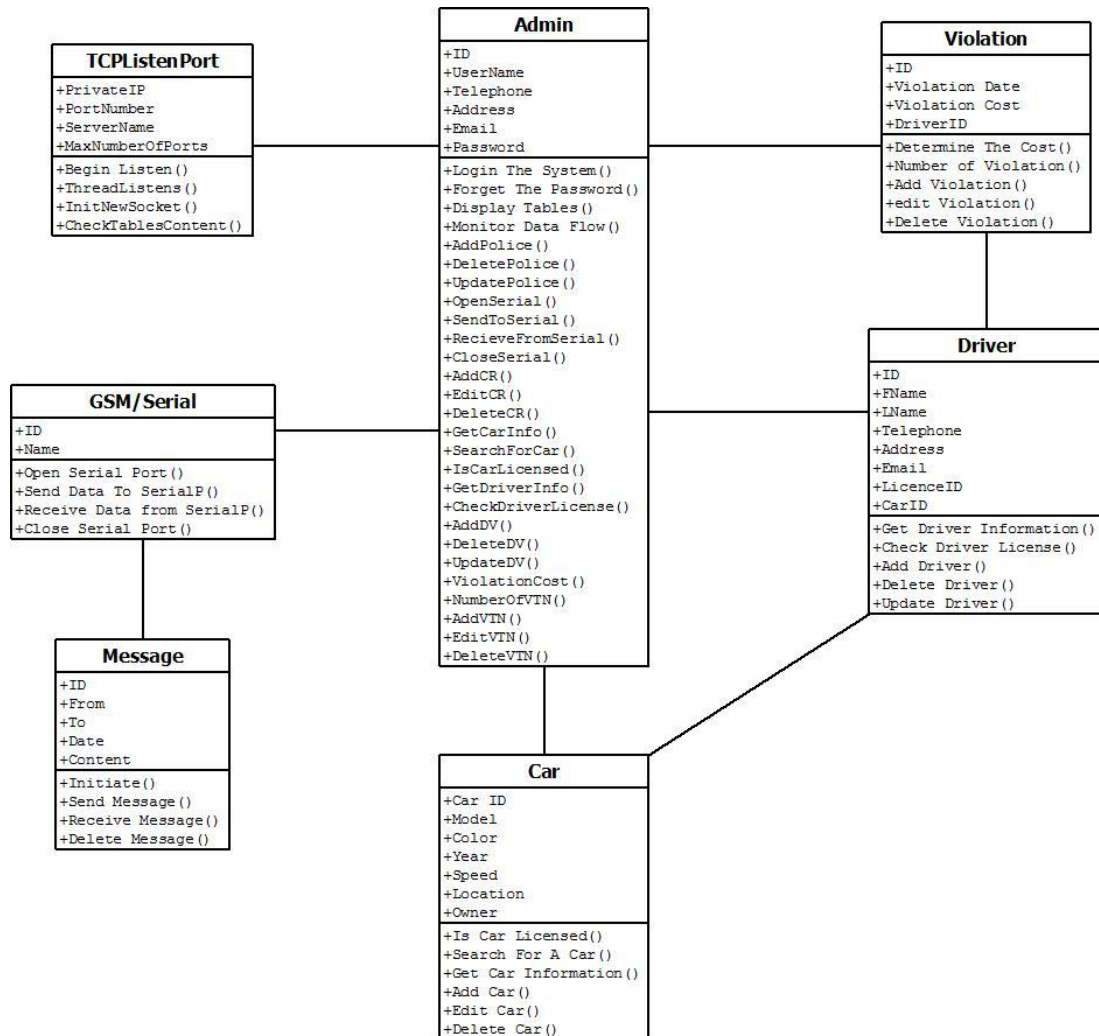 TCPListenPort
+PrivateIP
+PortNumber
+ServerName
+MaxNumberOfPorts
+Begin Listen()
+ThreadListens()
+InitNewSocket()
+CheckTablesContent()
Admin
+ID
+UserName
+Telephone
+Address
+Email
+Password
+Login The System()
+Forget The Password()
+Display Tables()
+Monitor Data Flow()
+AddPolice()
+DeletePolice()
+UpdatePolice()
+OpenSerial()
+SendToSerial()
+RecieveFromSerial()
+CloseSerial()
+AddCR()
+EditCR()
+DeleteCR()
+GetCarInfo()
+SearchForCar()
+IsCarLicensed()
+GetDriverInfo()
+CheckDriverLicense()
+AddDV()
+DeleteDV()
+UpdateDV()
+ViolationCost()
+NumberOfVTN()
+AddVTN()
+EditVTN()
+DeleteVTN()
Violation
+ID
+Violation Date
+Violation Cost
+DriverID
+Determine The Cost()
+Number of Violation()
+Add Violation()
+edit Violation()
+Delete Violation()
GSM/Serial
+ID
+Name
+Open Serial Port()
+Send Data To SerialP()
+Receive Data from SerialP()
+Close Serial Port()
Driver
+ID
+FName
+LName
+Telephone
+Address
+Email
+LicenceID
+CarID
+Get Driver Information()
+Check Driver License()
+Add Driver()
+Delete Driver()
+Update Driver()
Message
+ID
+From
+To
+Date
+Content
+Initiate()
+Send Message()
+Receive Message()
+Delete Message()
Car
+Car ID
+Model
+Color
+Year
+Speed
+Location
+Owner
+Is Car Licensed()
+Search For A Car()
+Get Car Information()
+Add Car()
+Edit Car()
+Delete Car()